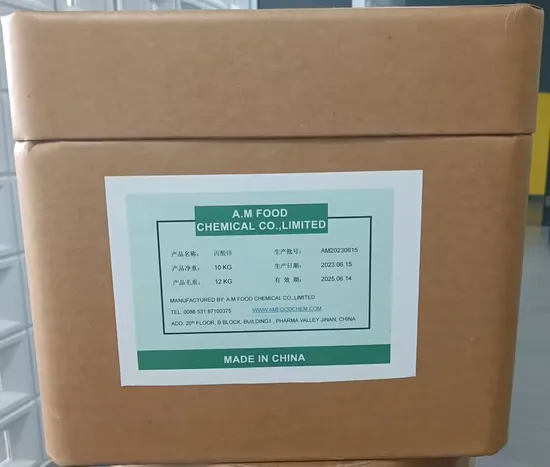 A.M FOOD
CHEMICAL CO.,LIMITED
产品名称: 丙酸锌 生产批号: AM20230615
产品净重: 10 KG 生产日期: 2023.06.15
产品毛重: 12 KG 有 效 期: 2025.06.14
MANUFACTURED BY: A.M FOOD CHEMICAL CO.,LIMITED
TEL: 0086 531 87100375 WWW.AMFOODCHEM.COM
ADD: 20th FLOOR, B BLOCK, BUILDING1, PHARMA VALLEY JINAN, CHINA
MADE IN CHINA